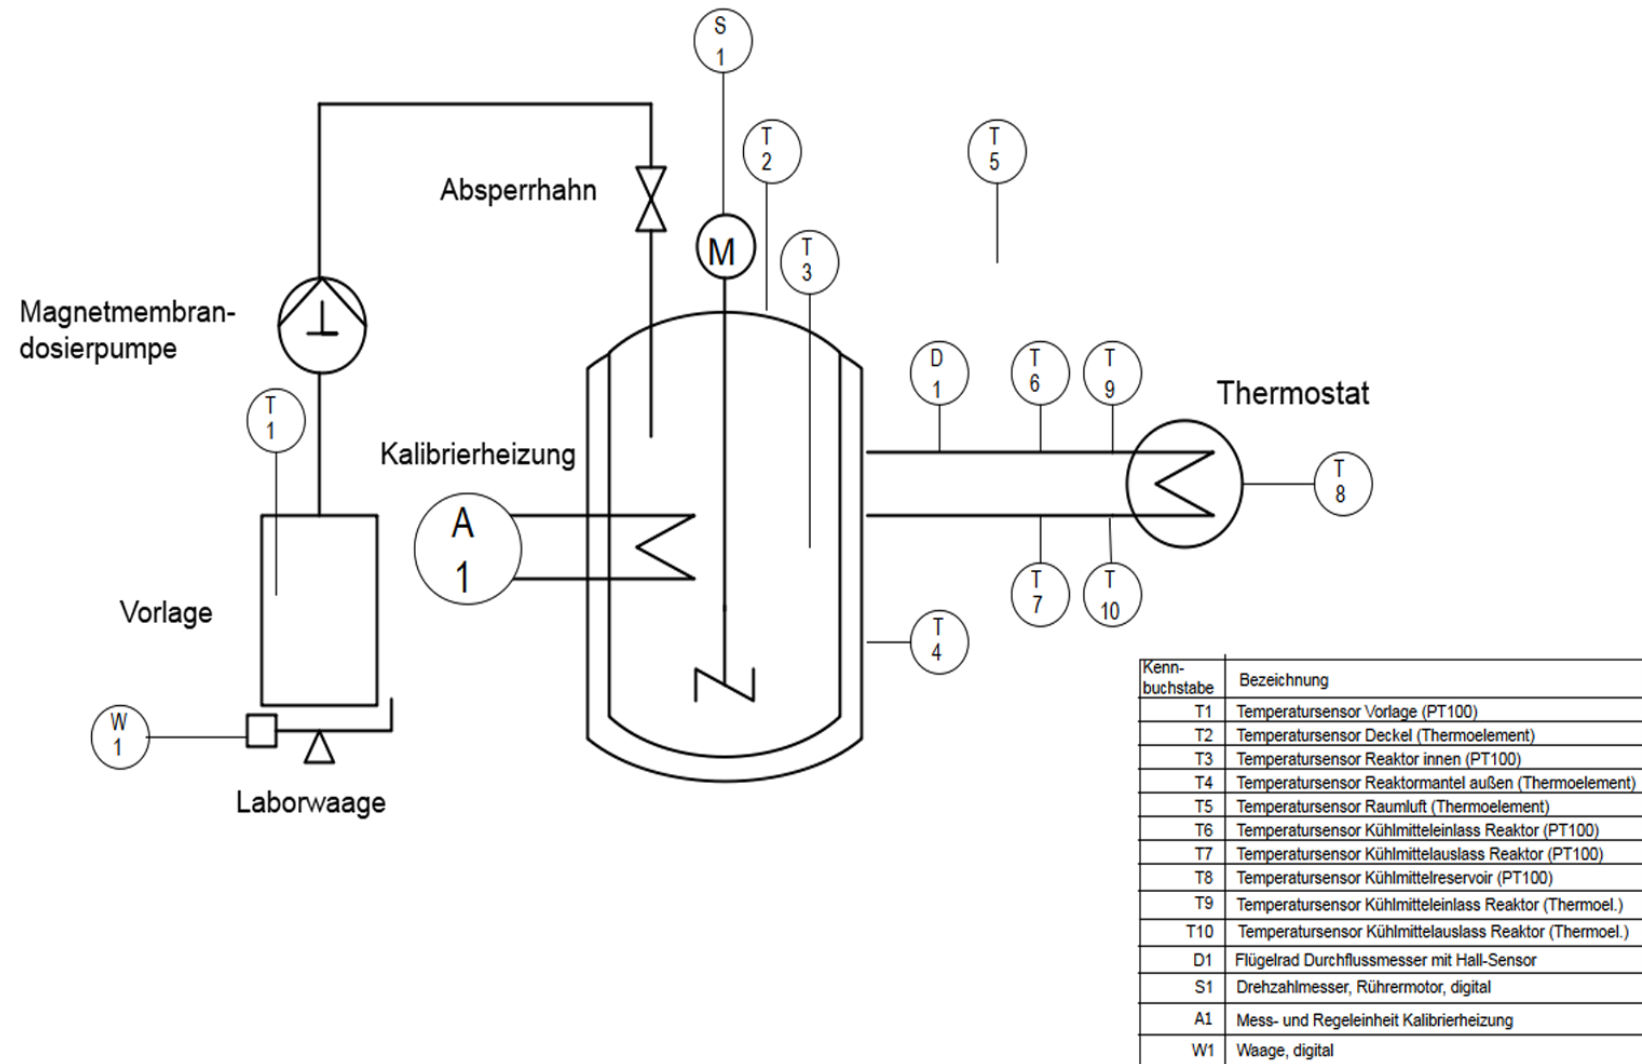 S
1
T
2
T
5
Absperrhahn
M
T
3
Magnetmembran-
dosierpumpe
D
1
T
6
T
9
Thermostat
T
1
Kalibrierheizung
T
8
A
1
Vorlage
T
7
T
10
T
4
W
1
Laborwaage
Kenn-
buchstabe Bezeichnung
T1 Temperatursensor Vorlage (PT100)
T2 Temperatursensor Deckel (Thermoelement)
T3 Temperatursensor Reaktor innen (PT100)
T4 Temperatursensor Reaktormantel außen (Thermoelement)
T5 Temperatursensor Raumluft (Thermoelement)
T6 Temperatursensor Kühlmitteleinlass Reaktor (PT100)
T7 Temperatursensor Kühlmittelauslass Reaktor (PT100)
T8 Temperatursensor Kühlmittelreservoir (PT100)
T9 Temperatursensor Kühlmitteleinlass Reaktor (Thermoel.)
T10 Temperatursensor Kühlmittelauslass Reaktor (Thermoel.)
D1 Flügelrad Durchflussmesser mit Hall-Sensor
S1 Drehzahlmesser, Rührermotor, digital
A1 Mess- und Regeleinheit Kalibrierheizung
W1 Waage, digital